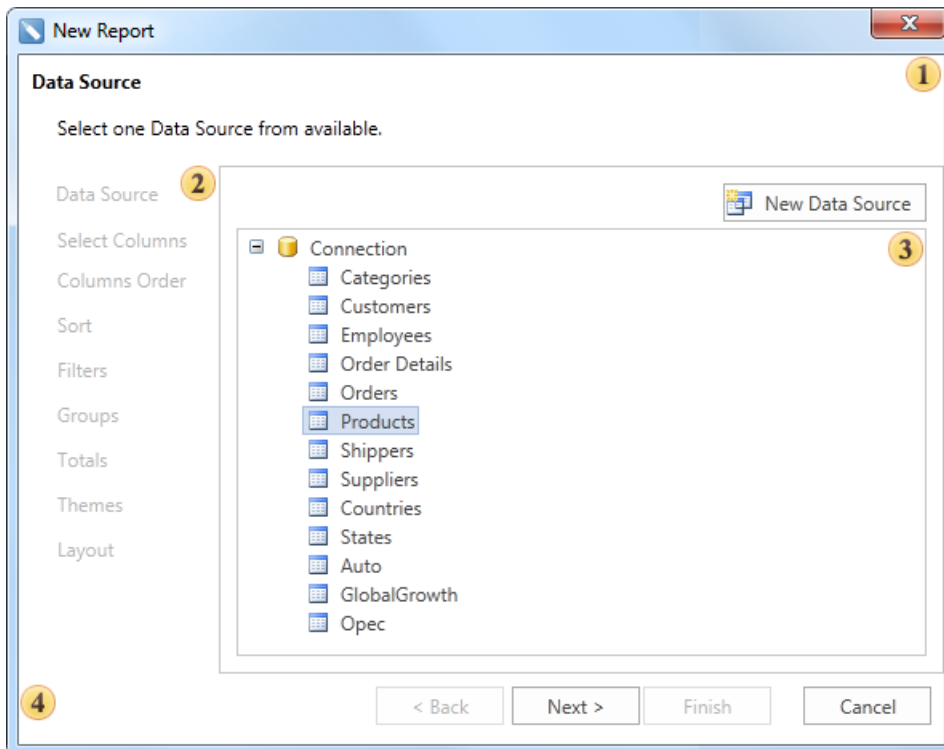 New Report
X
Data Source
1
Select one Data Source from available.
Data Source
2
Select Columns
Columns Order
Sort
Filters
Groups
Totals
Themes
Layout
New Data Source
3
Connection
Categories
Customers
Employees
Order Details
Orders
Products
Shippers
Suppliers
Countries
States
Auto
GlobalGrowth
Opec
4
< Back
Next >
Finish
Cancel